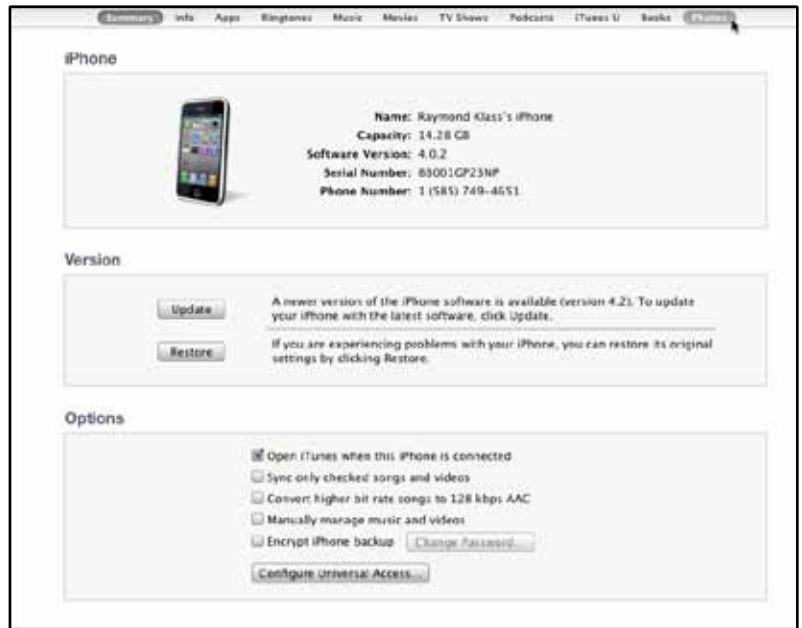 Summary Info Apps Ringtones Music Movies TV Shows Podcasts iTunes U Books Photos
iPhone
Name: Raymond Klass's iPhone
Capacity: 14.28 GB
Software Version: 4.0.2
Serial Number: 88001GP23NP
Phone Number: 1 (585) 749-4651
Version
Update
A newer version of the iPhone software is available (version 4.2). To update
your iPhone with the latest software, click Update.
Restore
If you are experiencing problems with your iPhone, you can restore its original
settings by clicking Restore.
Options
Open iTunes when this iPhone is connected
Sync only checked songs and videos
Convert higher bit rate songs to 128 kbps AAC
Manually manage music and videos
Encrypt iPhone backup Change Password...
Configure Universal Access...